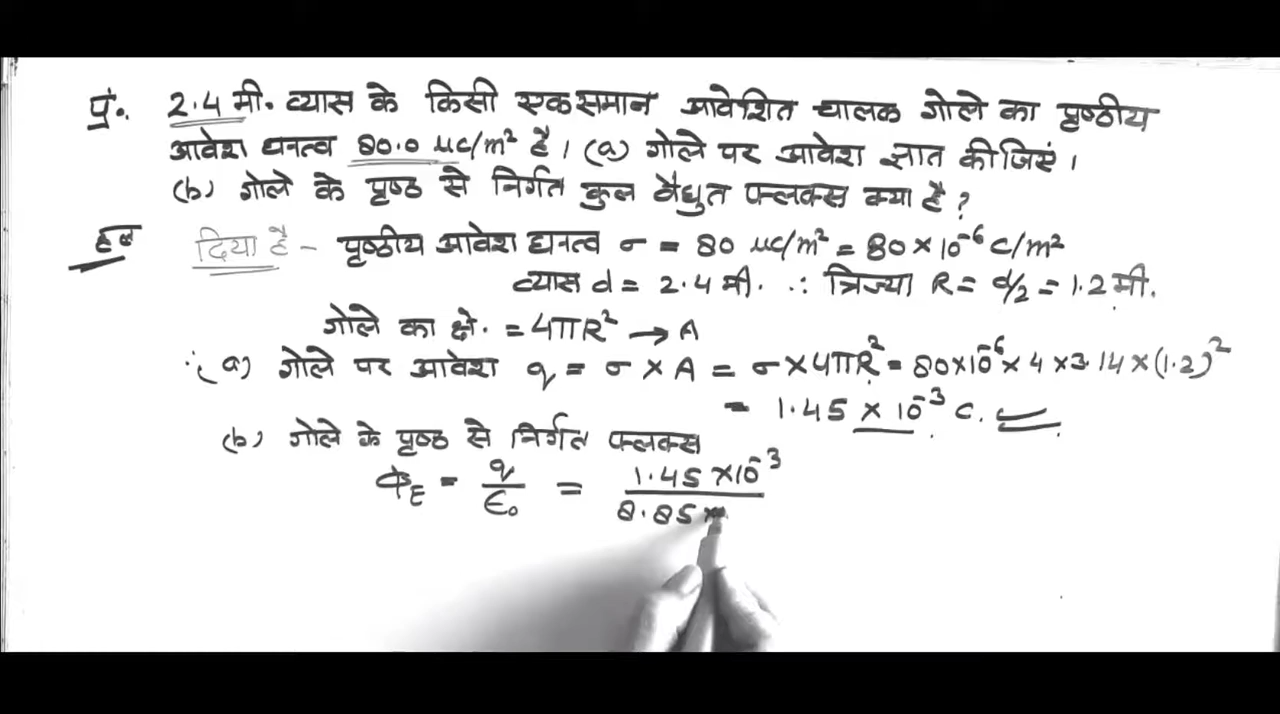 प्रं. 2.4 मी. व्यास के किसी एकसमान आवेशित चालक गोले का पृष्ठीय
आवेश घनत्व 80.0 μC/m² है। (a) गोले पर आवेश ज्ञात कीजिएं।
(b) गोले के पृष्ठ से निर्गत कुल वैधुत फ्लक्स क्या है?
हल दिया है - पृष्ठीय आवेश घनत्व σ = 80 μC/m² = 80×10⁻⁶ C/m²
व्यास d = 2.4 मी. ∴ त्रिज्या R = d/2 = 1.2 मी.
गोले का क्षे. = 4πR² → A
∴ (a) गोले पर आवेश q = σ × A = σ × 4πR² = 80×10⁻⁶ × 4 × 3.14 × (1.2)²
= 1.45 × 10⁻³ C.
(b) गोले के पृष्ठ से निर्गत फ्लक्स
Φ_E = q/ε₀ = 1.45 × 10⁻³ / 8.85 ×